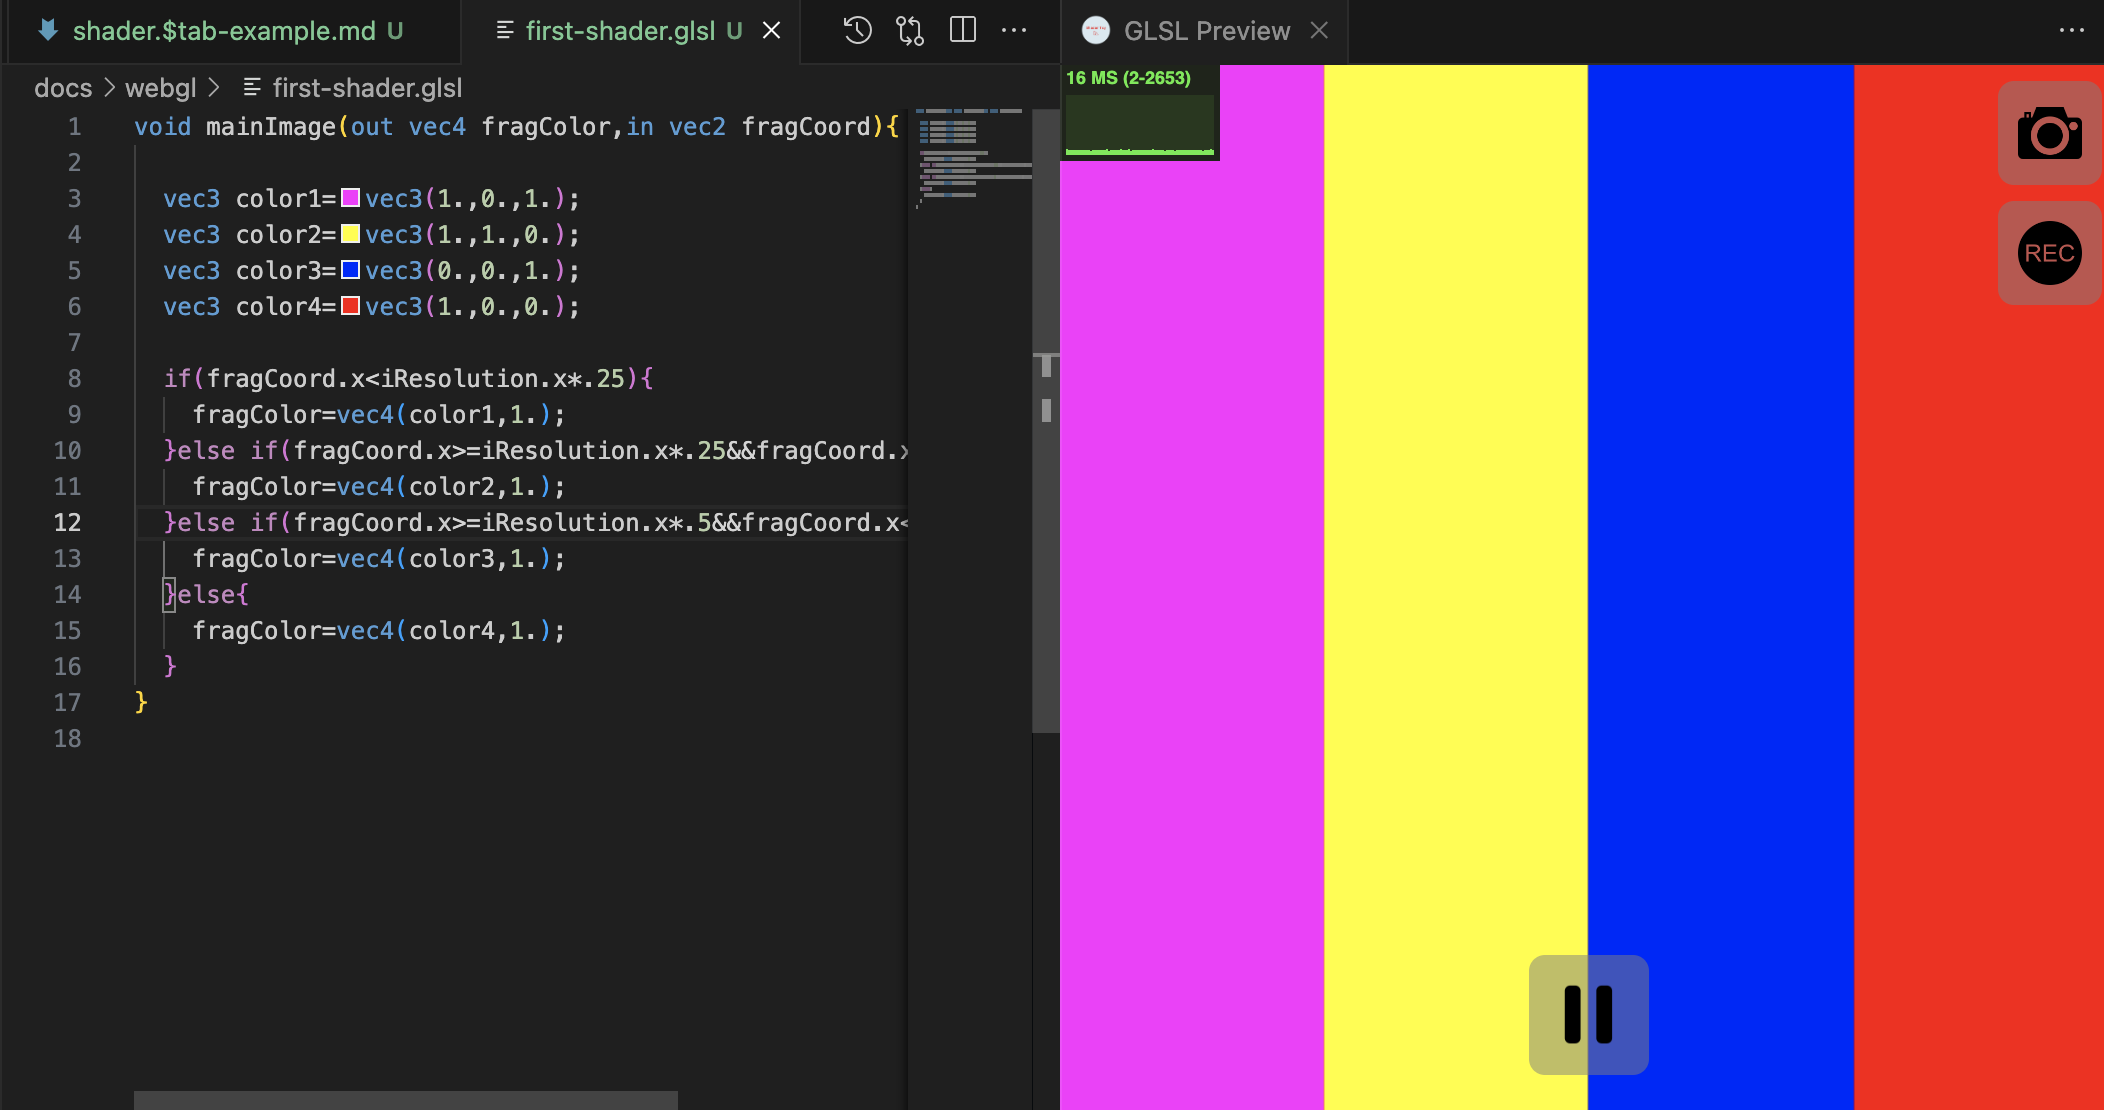 shader.$tab-example.md U
first-shader.glsl U
GLSL Preview
docs > webgl > first-shader.glsl
16 MS (2-2653)
REC
1 void mainImage(out vec4 fragColor,in vec2 fragCoord){
2
3 vec3 color1=vec3(1.,0.,1.);
4 vec3 color2=vec3(1.,1.,0.);
5 vec3 color3=vec3(0.,0.,1.);
6 vec3 color4=vec3(1.,0.,0.);
7
8 if(fragCoord.x<iResolution.x*.25){
9 fragColor=vec4(color1,1.);
10 }else if(fragCoord.x>=iResolution.x*.25&&fragCoord.x
11 fragColor=vec4(color2,1.);
12 }else if(fragCoord.x>=iResolution.x*.5&&fragCoord.x<
13 fragColor=vec4(color3,1.);
14 }else{
15 fragColor=vec4(color4,1.);
16 }
17 }
18